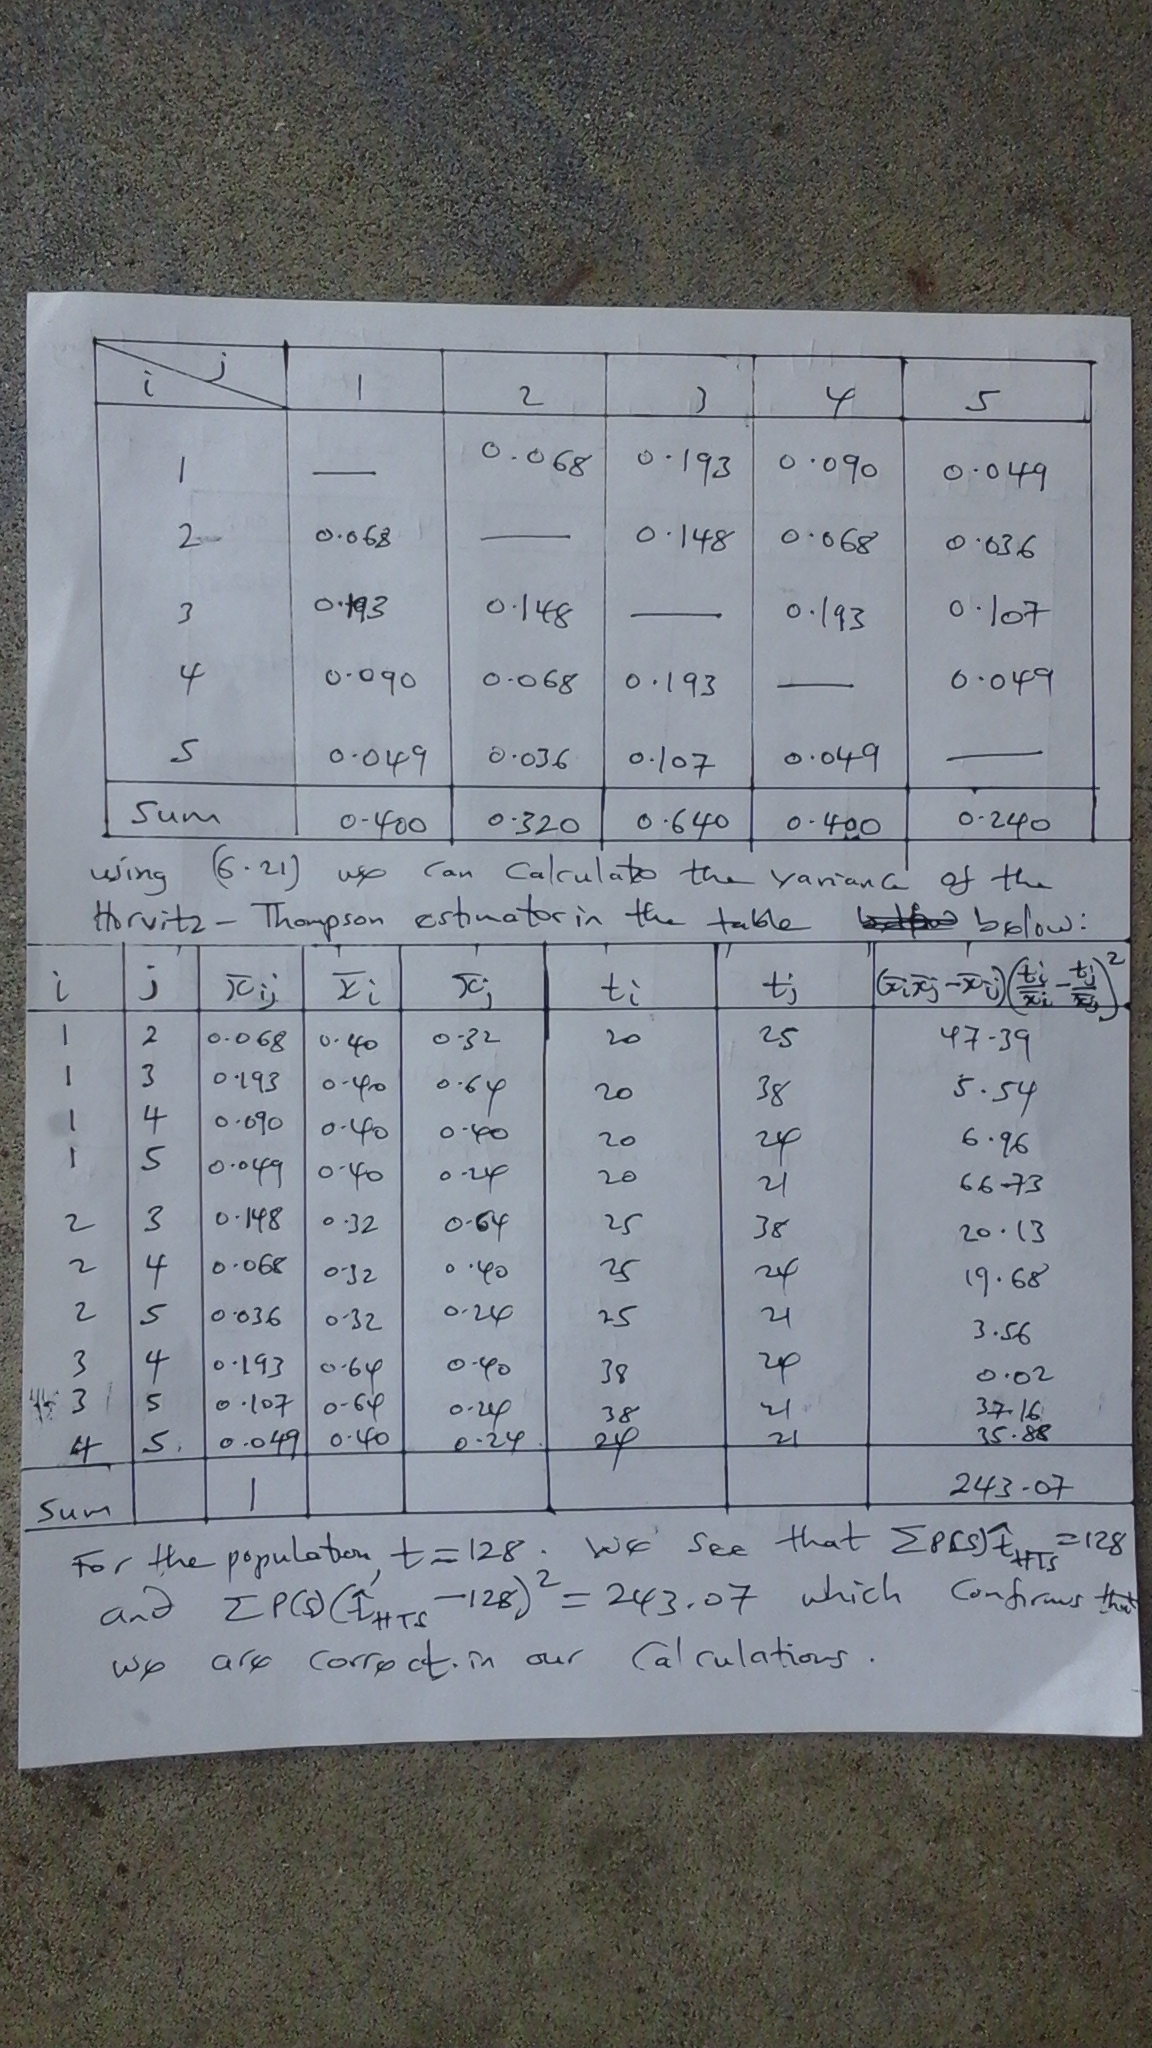 i j 1 2 3 4 5
1 — 0.068 0.193 0.090 0.049
2 0.068 — 0.148 0.068 0.036
3 0.193 0.148 — 0.193 0.107
4 0.090 0.068 0.193 — 0.049
5 0.049 0.036 0.107 0.049 —
Sum 0.400 0.320 0.640 0.400 0.240
using (6.21) we can calculate the variance of the
Horvitz – Thompson estimator in the table below:
i j π̄ij π̄i π̄j ti tj (π̄iπ̄j – π̄ij)(ti/π̄i – tj/π̄j)²
1 2 0.068 0.40 0.32 20 25 47.39
1 3 0.193 0.40 0.64 20 38 5.54
1 4 0.090 0.40 0.40 20 24 6.96
1 5 0.049 0.40 0.24 20 21 66.73
2 3 0.148 0.32 0.64 25 38 20.13
2 4 0.068 0.32 0.40 25 24 19.68
2 5 0.036 0.32 0.24 25 21 3.56
3 4 0.193 0.64 0.40 38 24 0.02
3 5 0.107 0.64 0.24 38 21 37.16
4 5. 0.049 0.40 0.24 24 21 35.88
Sum 1 243.07
For the population, t = 128. We see that ΣP(s)t̂HTS = 128
and ΣP(s)(t̂HTS – 128)² = 243.07 which confirms that
we are correct in our calculations.